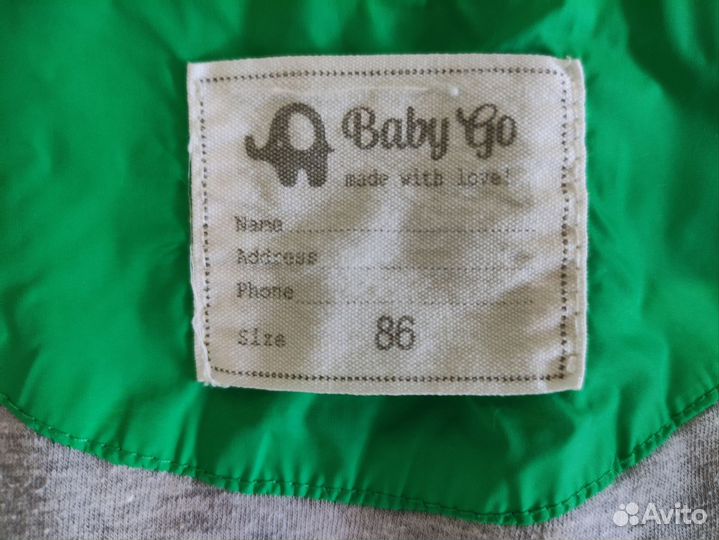 Baby Go
made with love!
Name
Address
Phone
Size 86
Avito